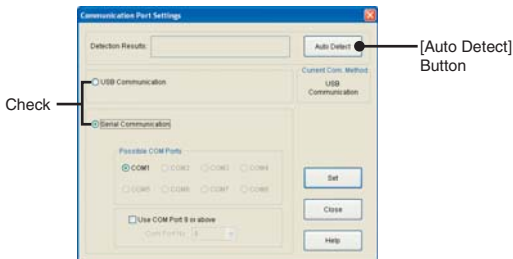 Communication Port Settings
Detection Results:
Auto Detect
[Auto Detect]
Button
Current Com. Method
USB
Communication
USB Communication
Check
Serial Communication
Possible COM Ports
COM1 COM2 COM3 COM4
COM5 COM6 COM7 COM8
Set
Use COM Port 9 or above
Com Port No. 
Close
Help